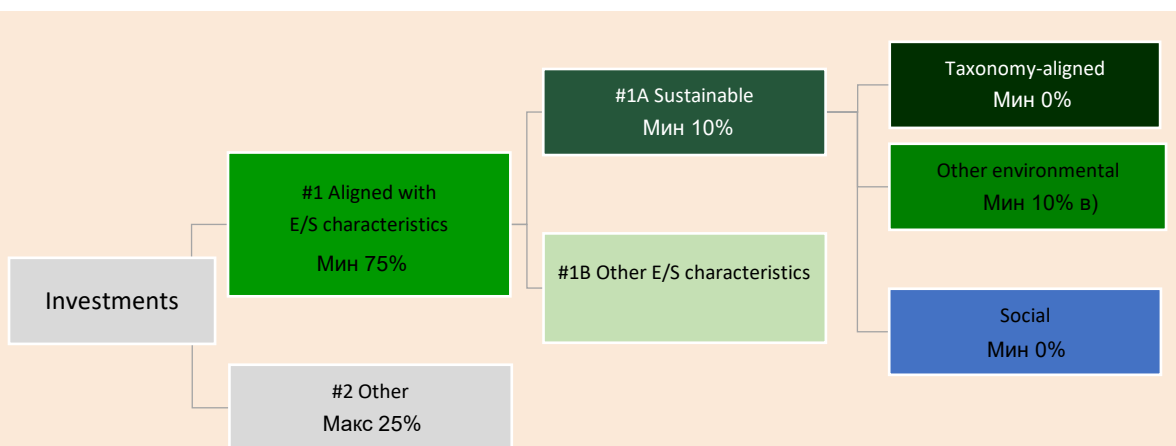 Investments
#1 Aligned with
E/S characteristics
Мин 75%
#2 Other
Макс 25%
#1A Sustainable
Мин 10%
#1B Other E/S characteristics
Taxonomy-aligned
Мин 0%
Other environmental
Мин 10% в)
Social
Мин 0%